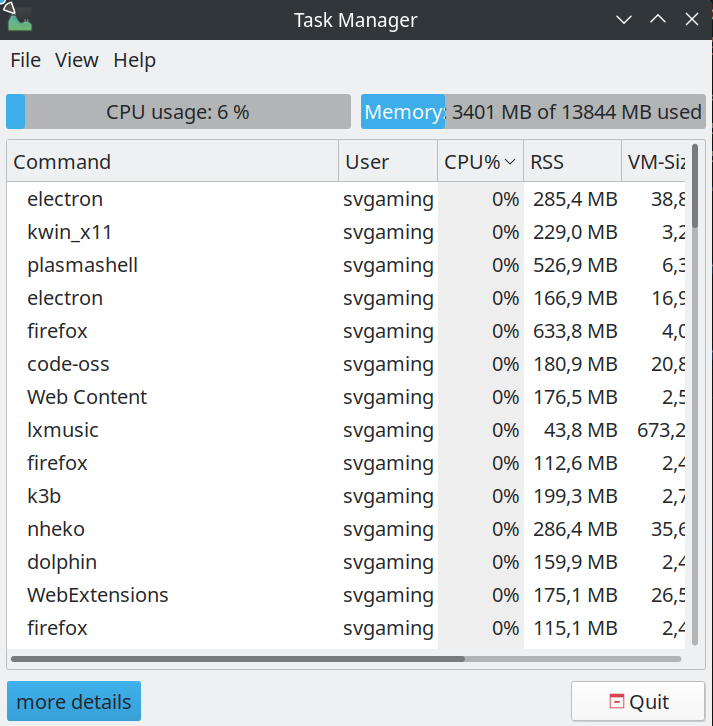 Task Manager
File View Help
CPU usage: 6 % Memory: 3401 MB of 13844 MB used
Command User CPU% RSS VM-Siz
electron svgaming 0% 285,4 MB 38,8
kwin_x11 svgaming 0% 229,0 MB 3,2
plasmashell svgaming 0% 526,9 MB 6,3
electron svgaming 0% 166,9 MB 16,9
firefox svgaming 0% 633,8 MB 4,0
code-oss svgaming 0% 180,9 MB 20,8
Web Content svgaming 0% 176,5 MB 2,5
lxmusic svgaming 0% 43,8 MB 673,2
firefox svgaming 0% 112,6 MB 2,4
k3b svgaming 0% 199,3 MB 2,7
nheko svgaming 0% 286,4 MB 35,6
dolphin svgaming 0% 159,9 MB 2,4
WebExtensions svgaming 0% 175,1 MB 26,5
firefox svgaming 0% 115,1 MB 2,4
more details Quit